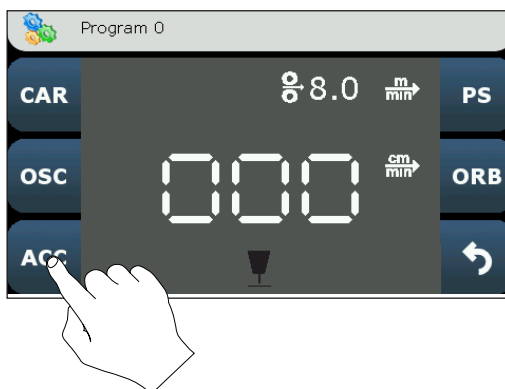 Program 0
CAR
8.0 m/min
PS
OSC
000 cm/min
ORB
ACC